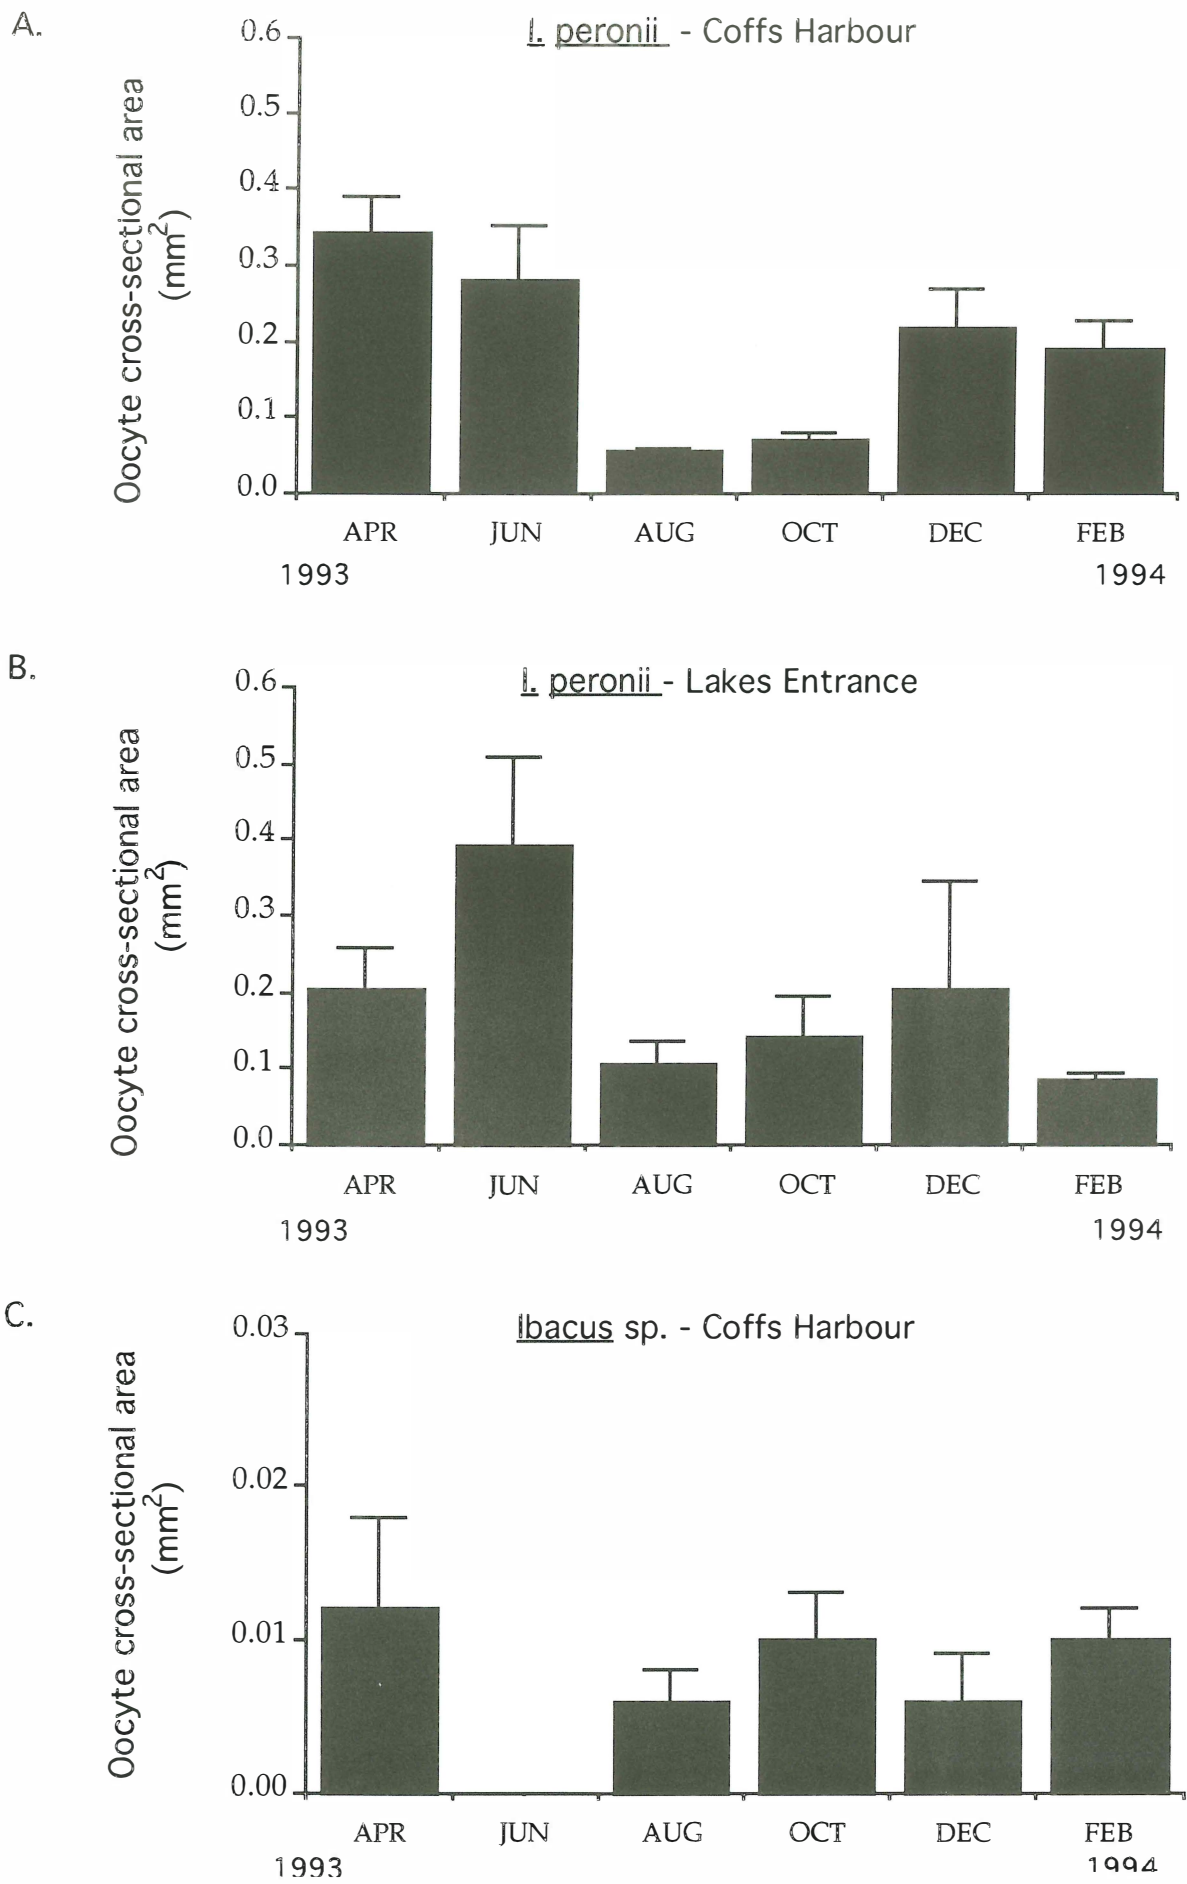 A.
I. peronii - Coffs Harbour
Oocyte cross-sectional area
(mm²)
0.6
0.5
0.4
0.3
0.2
0.1
0.0
APR JUN AUG OCT DEC FEB
1993 1994
B.
I. peronii - Lakes Entrance
Oocyte cross-sectional area
(mm²)
0.6
0.5
0.4
0.3
0.2
0.1
0.0
APR JUN AUG OCT DEC FEB
1993 1994
C.
Ibacus sp. - Coffs Harbour
Oocyte cross-sectional area
(mm²)
0.03
0.02
0.01
0.00
APR JUN AUG OCT DEC FEB
1993 1994